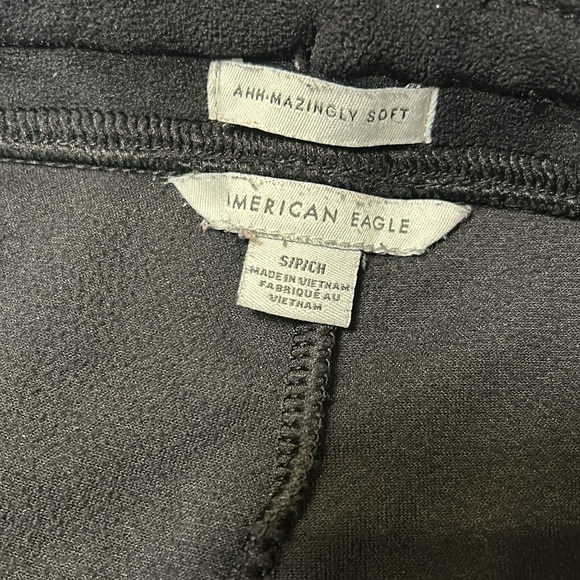 AHH-MAZINGLY SOFT
AMERICAN EAGLE
S/P/CH
MADE IN VIETNAM
FABRIQUÉ AU
VIETNAM